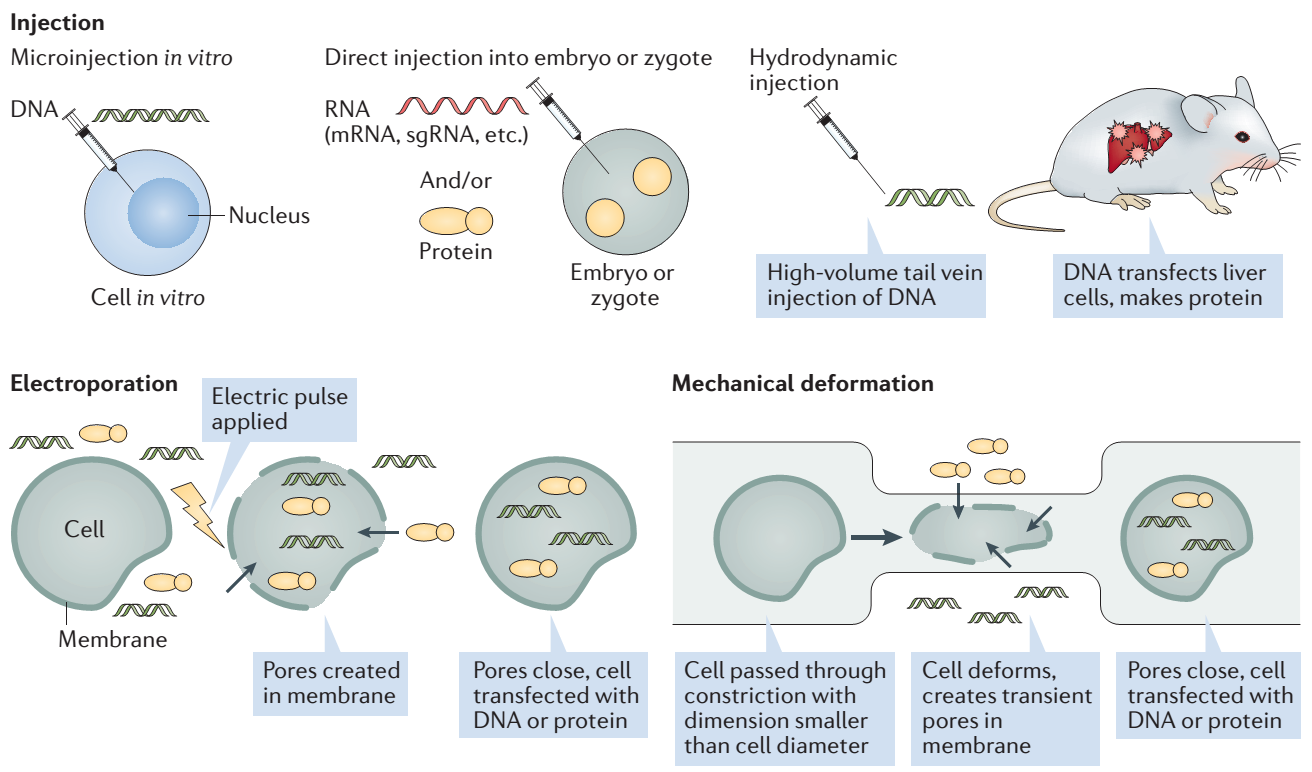 Injection
Microinjection in vitro
DNA
Nucleus
Cell in vitro
Direct injection into embryo or zygote
RNA
(mRNA, sgRNA, etc.)
And/or
Protein
Embryo or
zygote
Hydrodynamic
injection
High-volume tail vein
injection of DNA
DNA transfects liver
cells, makes protein
Electroporation
Electric pulse
applied
Cell
Membrane
Pores created
in membrane
Pores close, cell
transfected with
DNA or protein
Mechanical deformation
Cell passed through
constriction with
dimension smaller
than cell diameter
Cell deforms,
creates transient
pores in
membrane
Pores close, cell
transfected with
DNA or protein